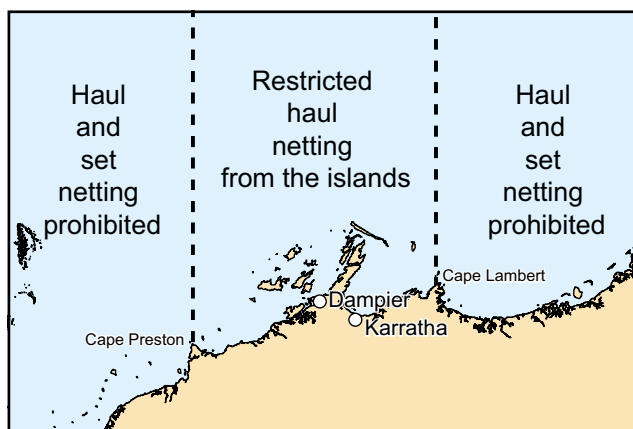 Haul
and
set
netting
prohibited
Restricted
haul
netting
from the islands
Haul
and
set
netting
prohibited
Cape Lambert
Dampier
Karratha
Cape Preston